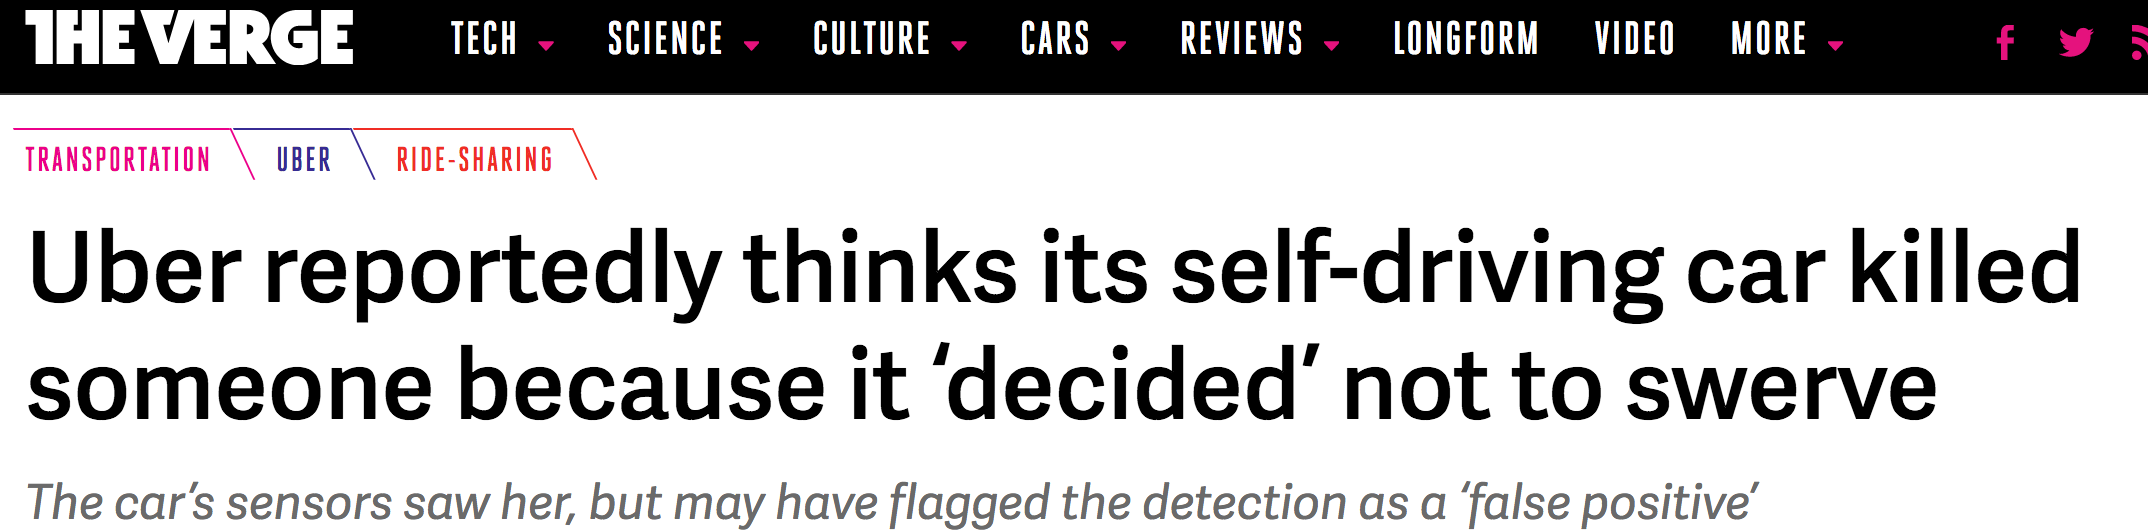 THE VERGE TECH SCIENCE CULTURE CARS REVIEWS LONGFORM VIDEO MORE
TRANSPORTATION UBER RIDE-SHARING
Uber reportedly thinks its self-driving car killed
someone because it ‘decided’ not to swerve
The car’s sensors saw her, but may have flagged the detection as a ‘false positive’